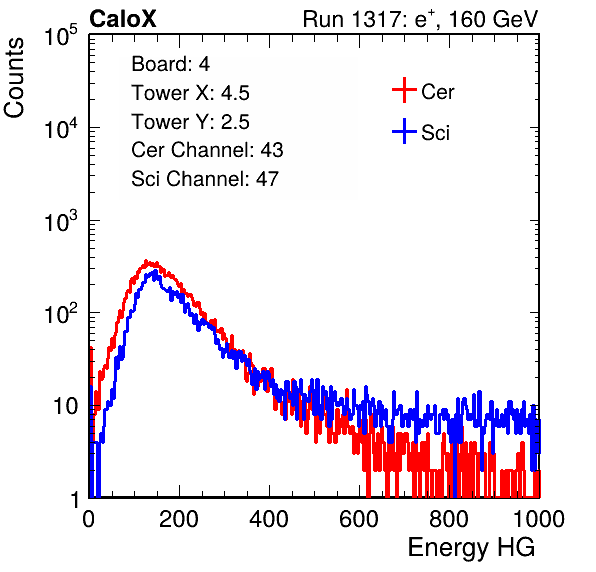 CaloX Run 1317: e⁺, 160 GeV
Counts
10⁵
10⁴
10³
10²
10
1
Board: 4
Tower X: 4.5
Tower Y: 2.5
Cer Channel: 43
Sci Channel: 47
Cer
Sci
0 200 400 600 800 1000
Energy HG